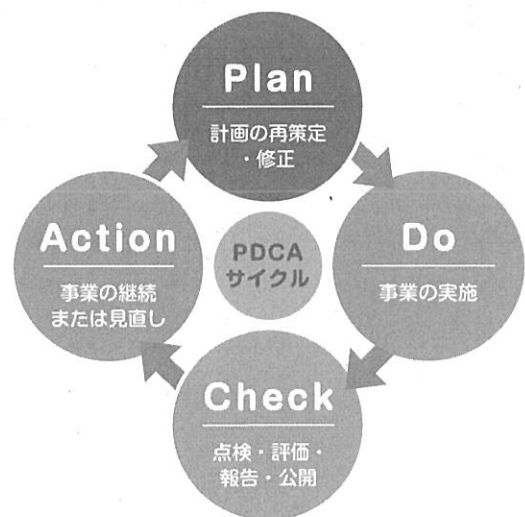 Plan
計画の再策定
・修正
Do
事業の実施
Check
点検・評価・
報告・公開
Action
事業の継続
または見直し
PDCA
サイクル